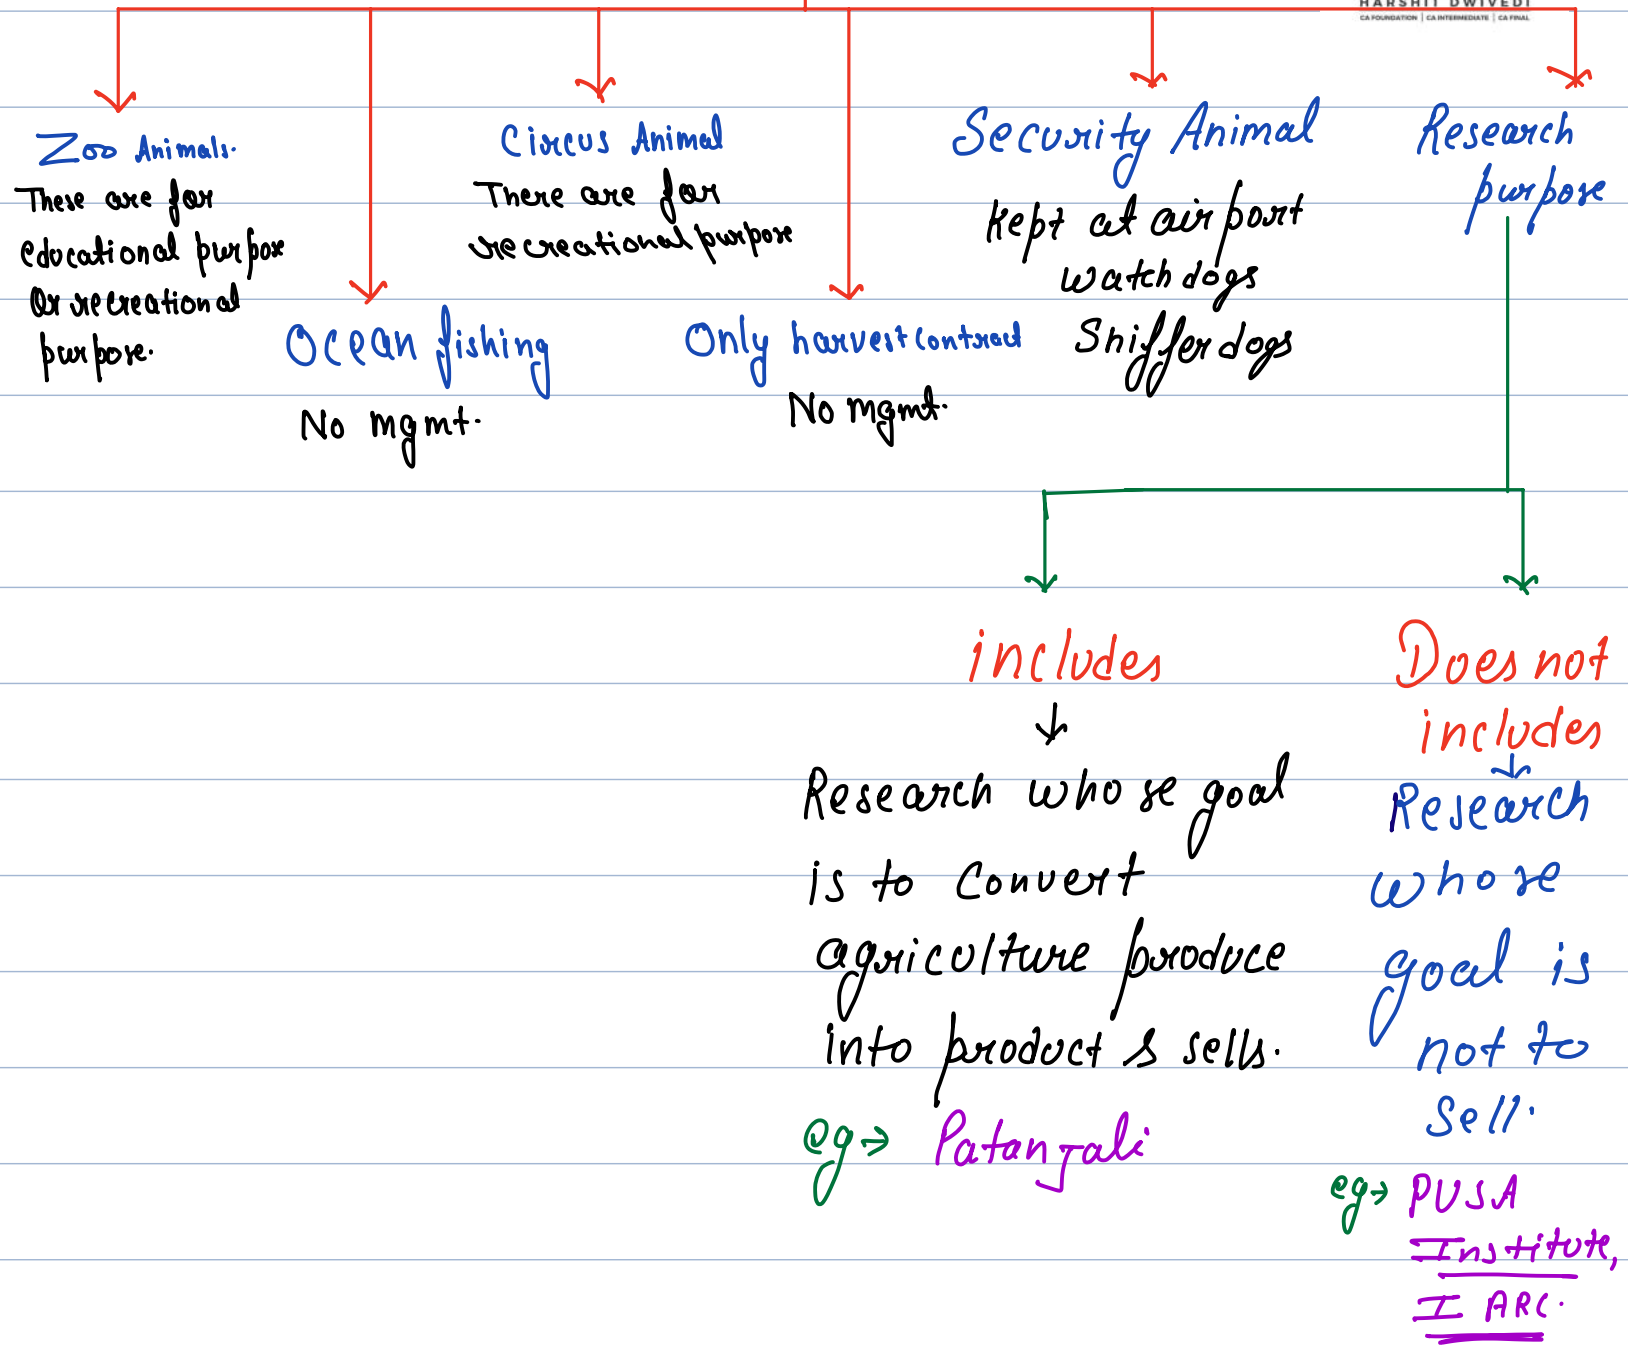 HARSHIT DWIVEDI
CA FOUNDATION | CA INTERMEDIATE | CA FINAL
Zoo Animals.
These are for
educational purpose
Or recreational
purpose.
Ocean fishing
No mgmt.
Circus Animal
There are for
recreational purpose
Only harvest contract
No mgmt.
Security Animal
Kept at airport
watch dogs
Sniffer dogs
Research
purpose
includes
↓
Research whose goal
is to convert
agriculture produce
into product & sells.
eg→ Patanjali
Does not
includes
↓
Research
whose
goal is
not to
Sell.
eg→ PUSA
Institute,
I ARC.